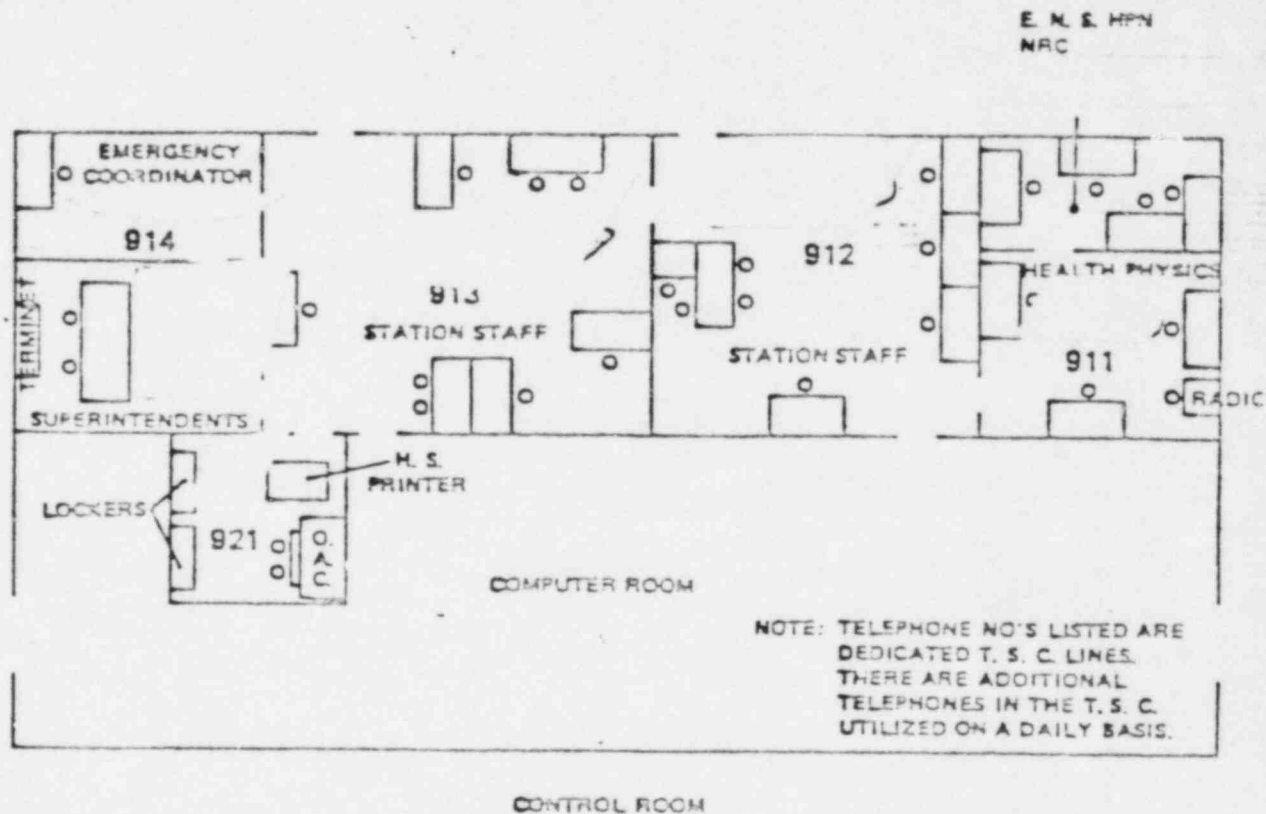 E. N. S. HPN
NRC
EMERGENCY
COORDINATOR
914
TERMINET
SUPERINTENDENTS
913
STATION STAFF
912
STATION STAFF
HEALTH PHYSICS
911
RADIO
H. S.
PRINTER
LOCKERS
921
O.
A.
C.
COMPUTER ROOM
NOTE: TELEPHONE NO'S LISTED ARE
DEDICATED T. S. C. LINES.
THERE ARE ADDITIONAL
TELEPHONES IN THE T. S. C.
UTILIZED ON A DAILY BASIS.
CONTROL ROOM